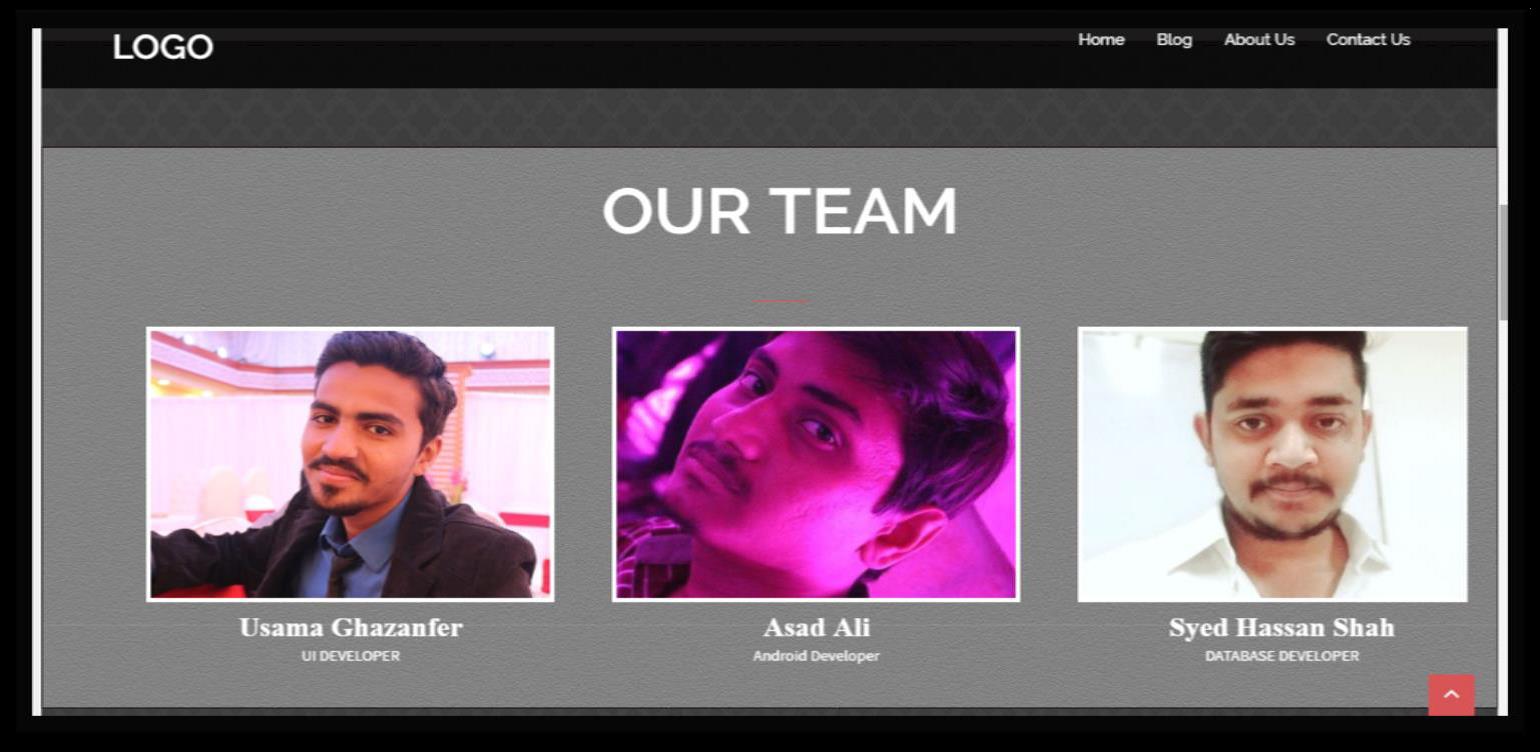 LOGO
Home Blog About Us Contact Us
OUR TEAM
Usama Ghazanfer
UI DEVELOPER
Asad Ali
Android Developer
Syed Hassan Shah
DATABASE DEVELOPER